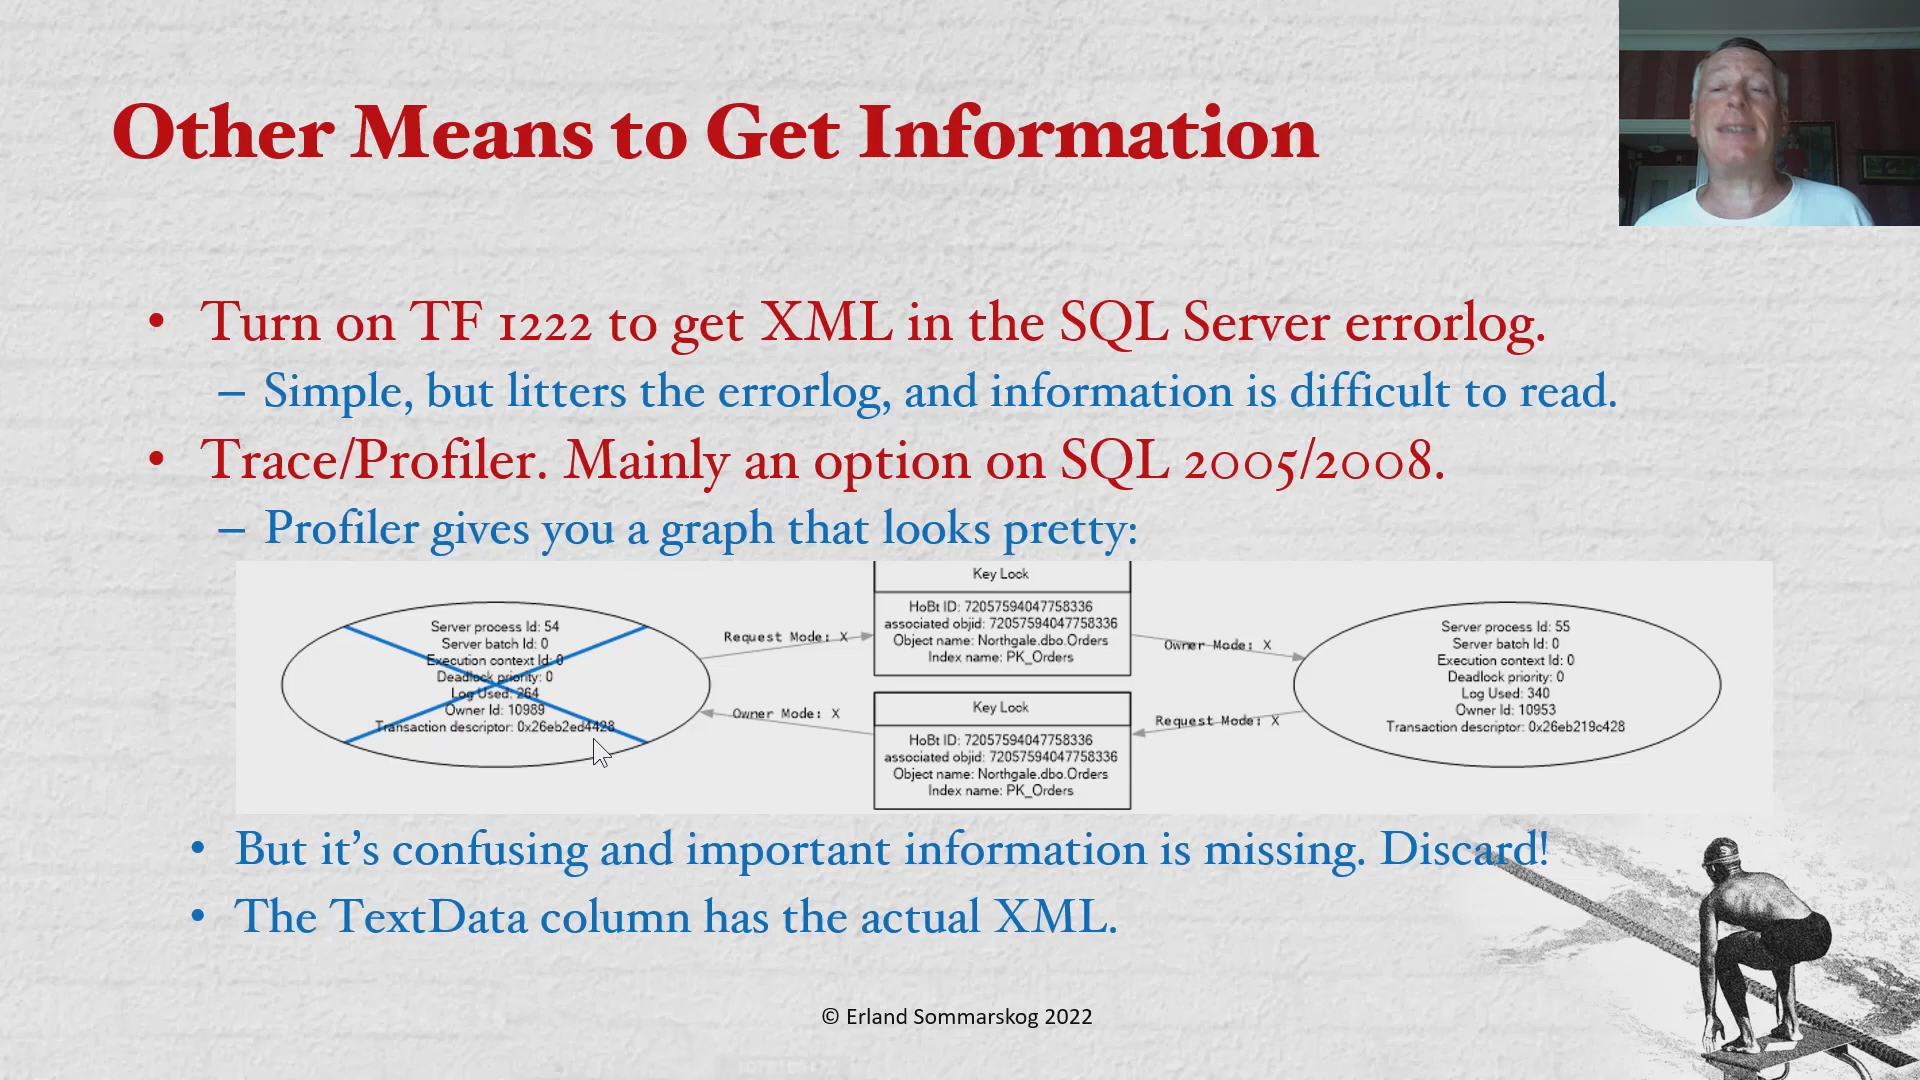 Other Means to Get Information
• Turn on TF 1222 to get XML in the SQL Server errorlog.
– Simple, but litters the errorlog, and information is difficult to read.
• Trace/Profiler. Mainly an option on SQL 2005/2008.
– Profiler gives you a graph that looks pretty:
Server process Id: 54
Server batch Id: 0
Execution context Id: 0
Deadlock priority: 0
Log Used: 264
Owner Id: 10989
Transaction descriptor: 0x26eb2ed4428
Request Mode: X
Owner Mode: X
Key Lock
HoBt ID: 72057594047758336
associated objid: 72057594047758336
Object name: Northgale.dbo.Orders
Index name: PK_Orders
Key Lock
HoBt ID: 72057594047758336
associated objid: 72057594047758336
Object name: Northgale.dbo.Orders
Index name: PK_Orders
Owner Mode: X
Request Mode: X
Server process Id: 55
Server batch Id: 0
Execution context Id: 0
Deadlock priority: 0
Log Used: 340
Owner Id: 10953
Transaction descriptor: 0x26eb219c428
• But it’s confusing and important information is missing. Discard!
• The TextData column has the actual XML.
© Erland Sommarskog 2022